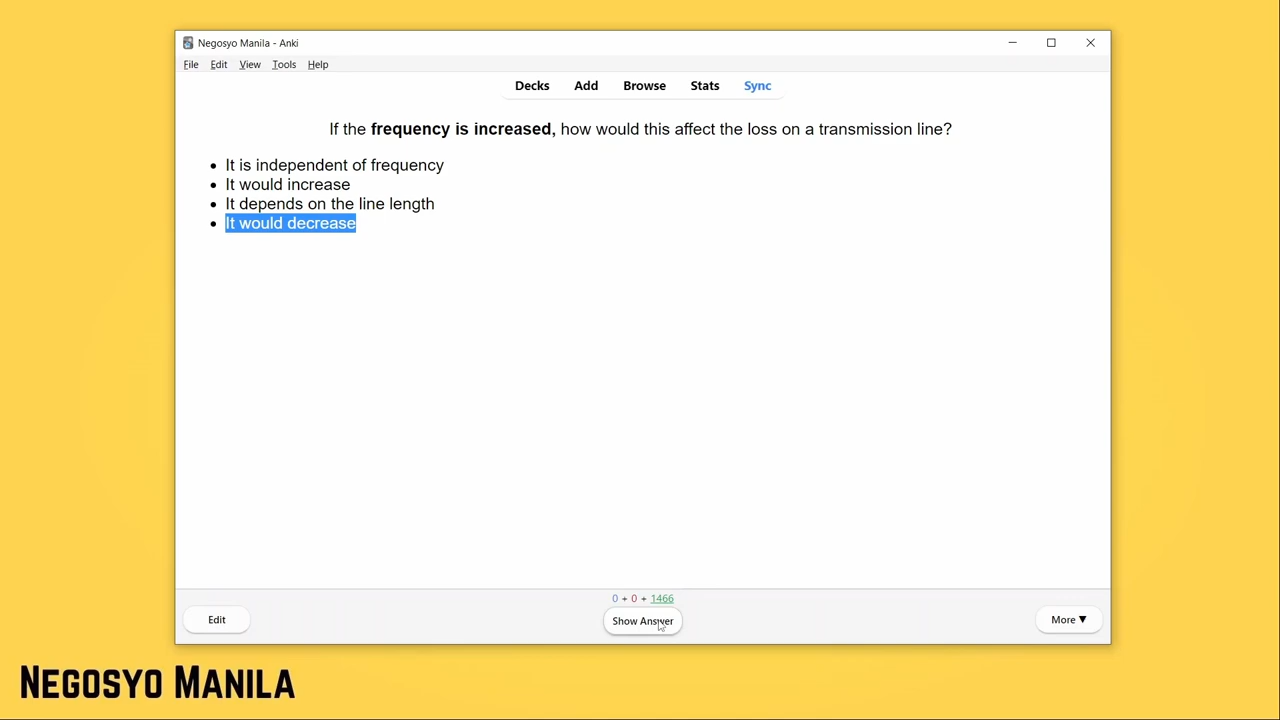 Negosyo Manila - Anki
File Edit View Tools Help
Decks Add Browse Stats Sync
If the frequency is increased, how would this affect the loss on a transmission line?
• It is independent of frequency
• It would increase
• It depends on the line length
• It would decrease
0 + 0 + 1466
Edit Show Answer More ▼
NEGOSYO MANILA